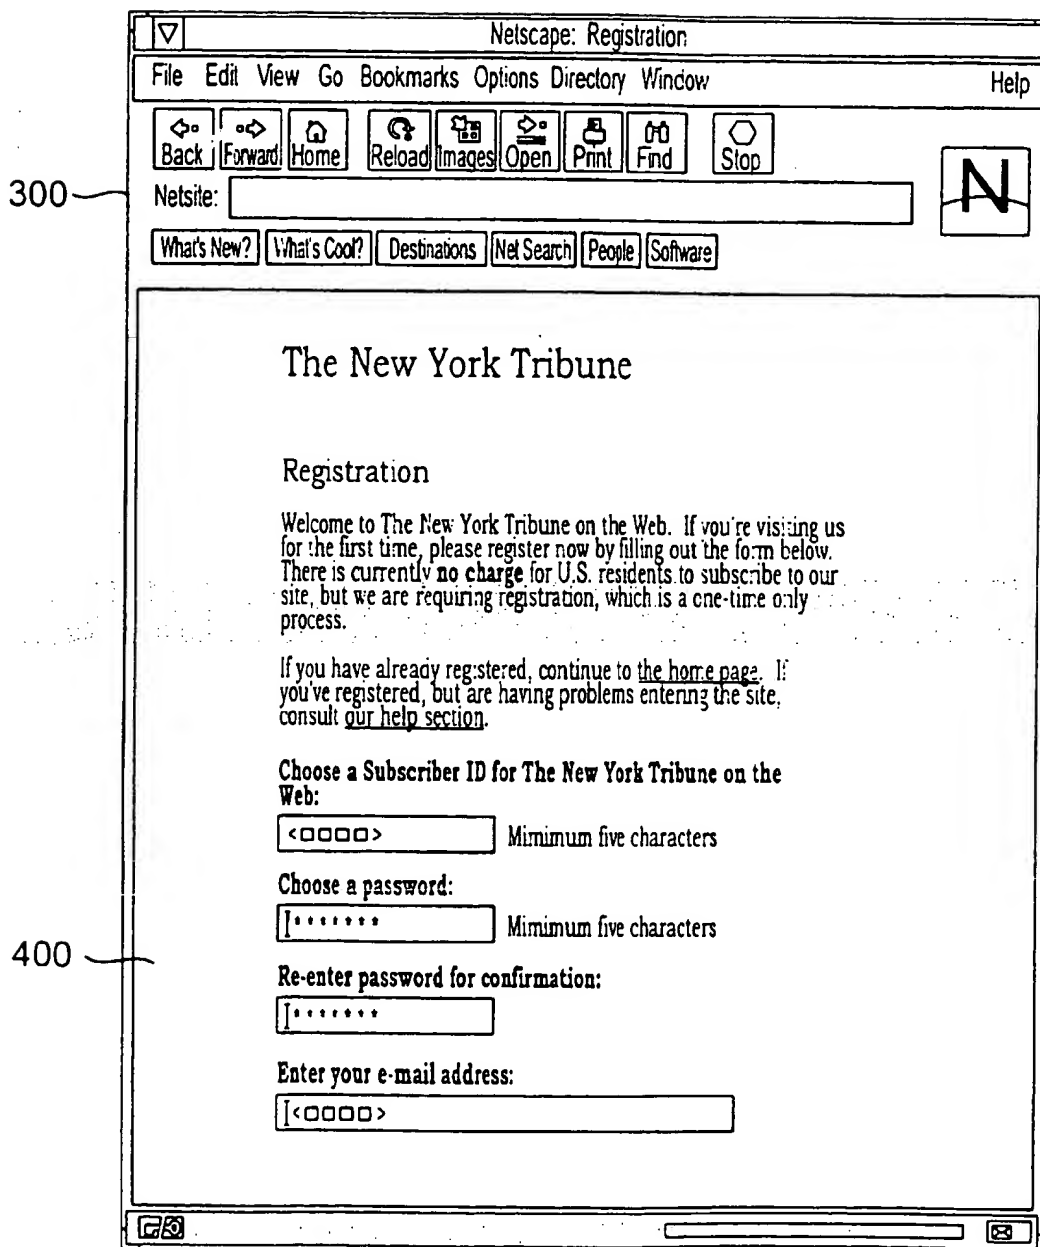 Netscape: Registration
File Edit View Go Bookmarks Options Directory Window Help
Back Forward Home Reload Images Open Print Find Stop
N
300
Netsite:
What's New? What's Cool? Destinations Net Search People Software
The New York Tribune
Registration
Welcome to The New York Tribune on the Web. If you're visiting us
for the first time, please register now by filling out the form below.
There is currently no charge for U.S. residents to subscribe to our
site, but we are requiring registration, which is a one-time only
process.
If you have already registered, continue to the home page. If
you've registered, but are having problems entering the site,
consult our help section.
Choose a Subscriber ID for The New York Tribune on the
Web:
<□□□□> Mimimum five characters
Choose a password:
******* Mimimum five characters
400
Re-enter password for confirmation:
*******
Enter your e-mail address:
<□□□□>